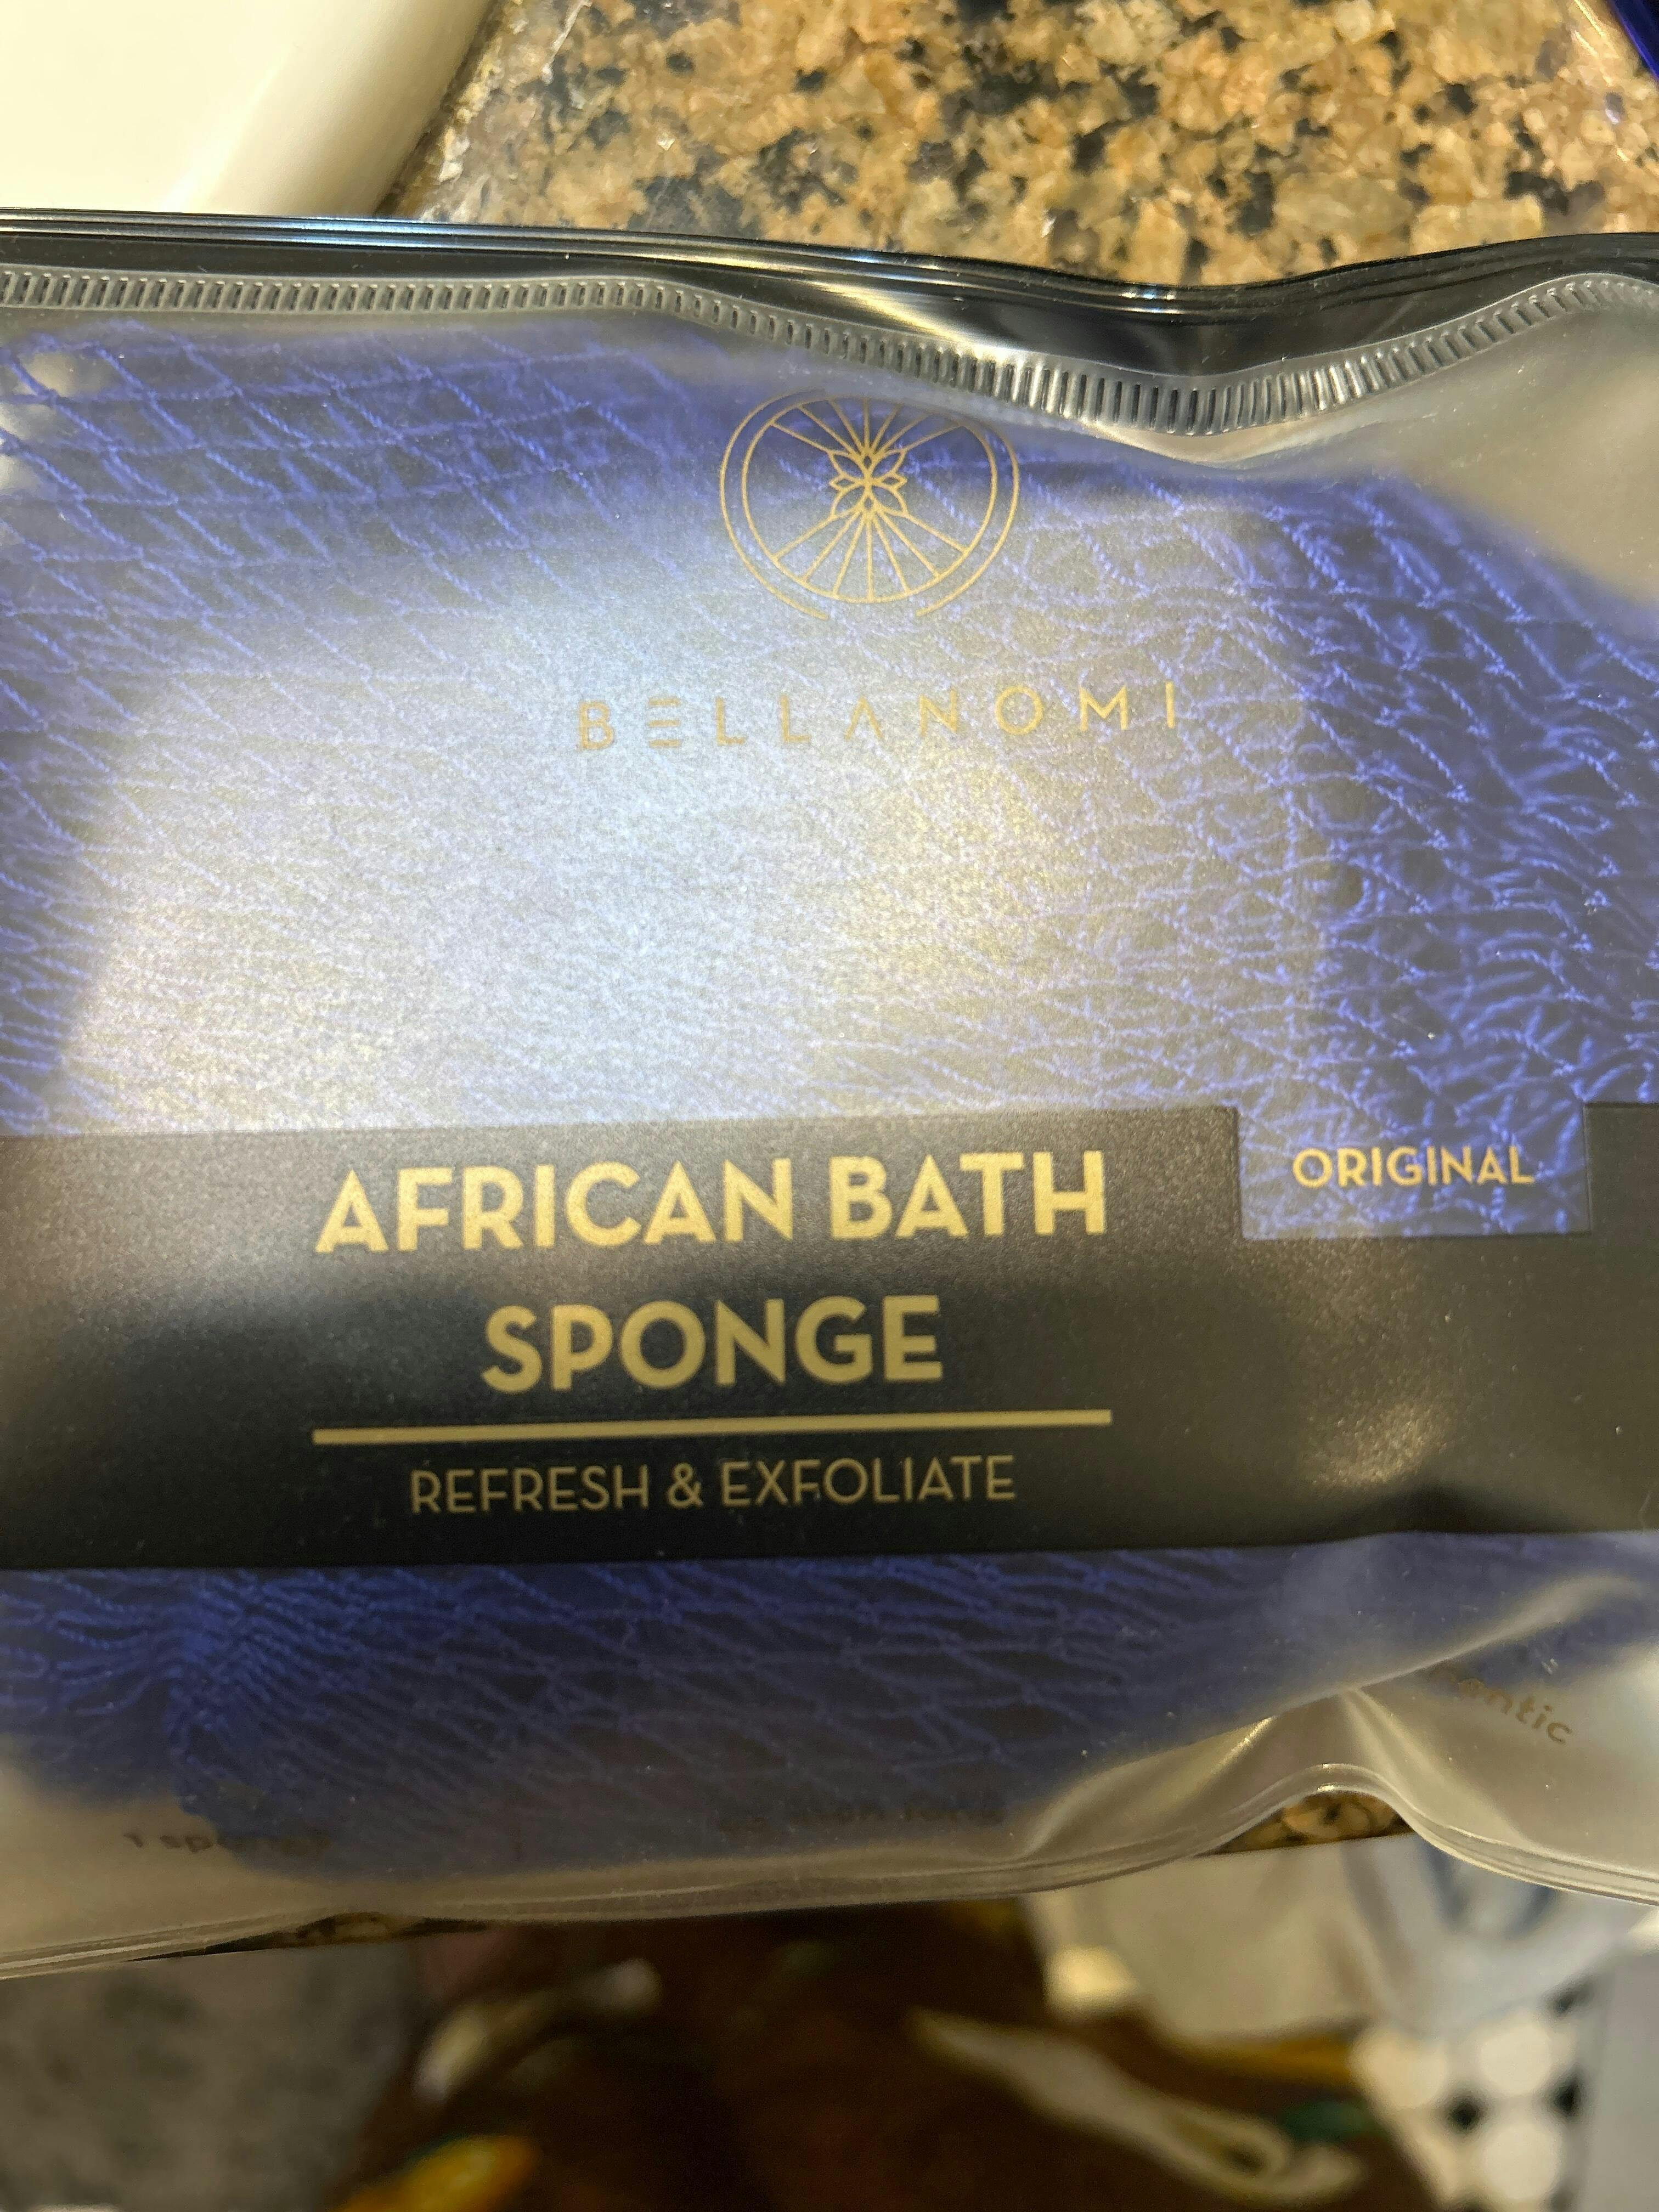 BELLANOMI
ORIGINAL
AFRICAN BATH
SPONGE
REFRESH & EXFOLIATE